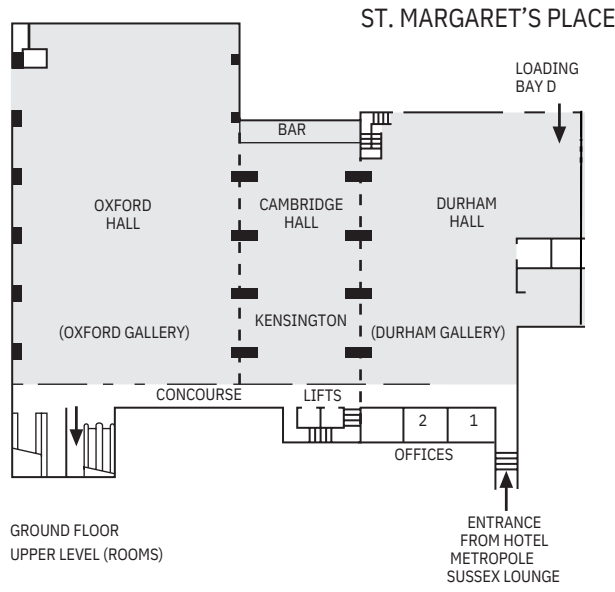 ST. MARGARET'S PLACE
LOADING
BAY D
BAR
OXFORD
HALL
CAMBRIDGE
HALL
DURHAM
HALL
(OXFORD GALLERY)
KENSINGTON
(DURHAM GALLERY)
CONCOURSE
LIFTS
2
1
OFFICES
GROUND FLOOR
UPPER LEVEL (ROOMS)
ENTRANCE
FROM HOTEL
METROPOLE
SUSSEX LOUNGE